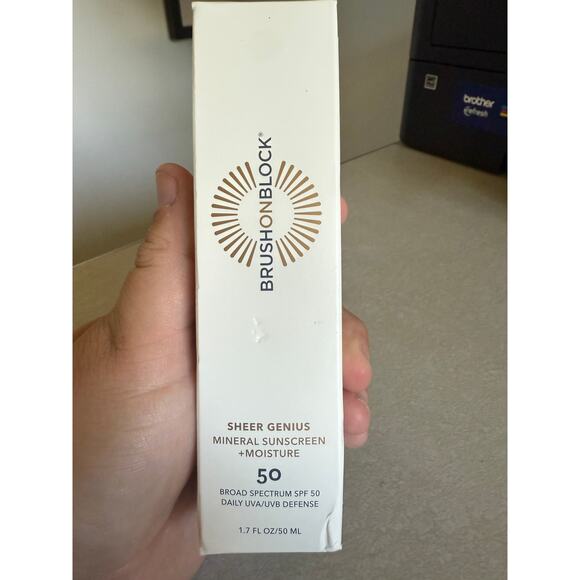 BRUSHONBLOCK®
SHEER GENIUS
MINERAL SUNSCREEN
+MOISTURE
50
BROAD SPECTRUM SPF 50
DAILY UVA/UVB DEFENSE
1.7 FL OZ/50 ML
brother
refresh